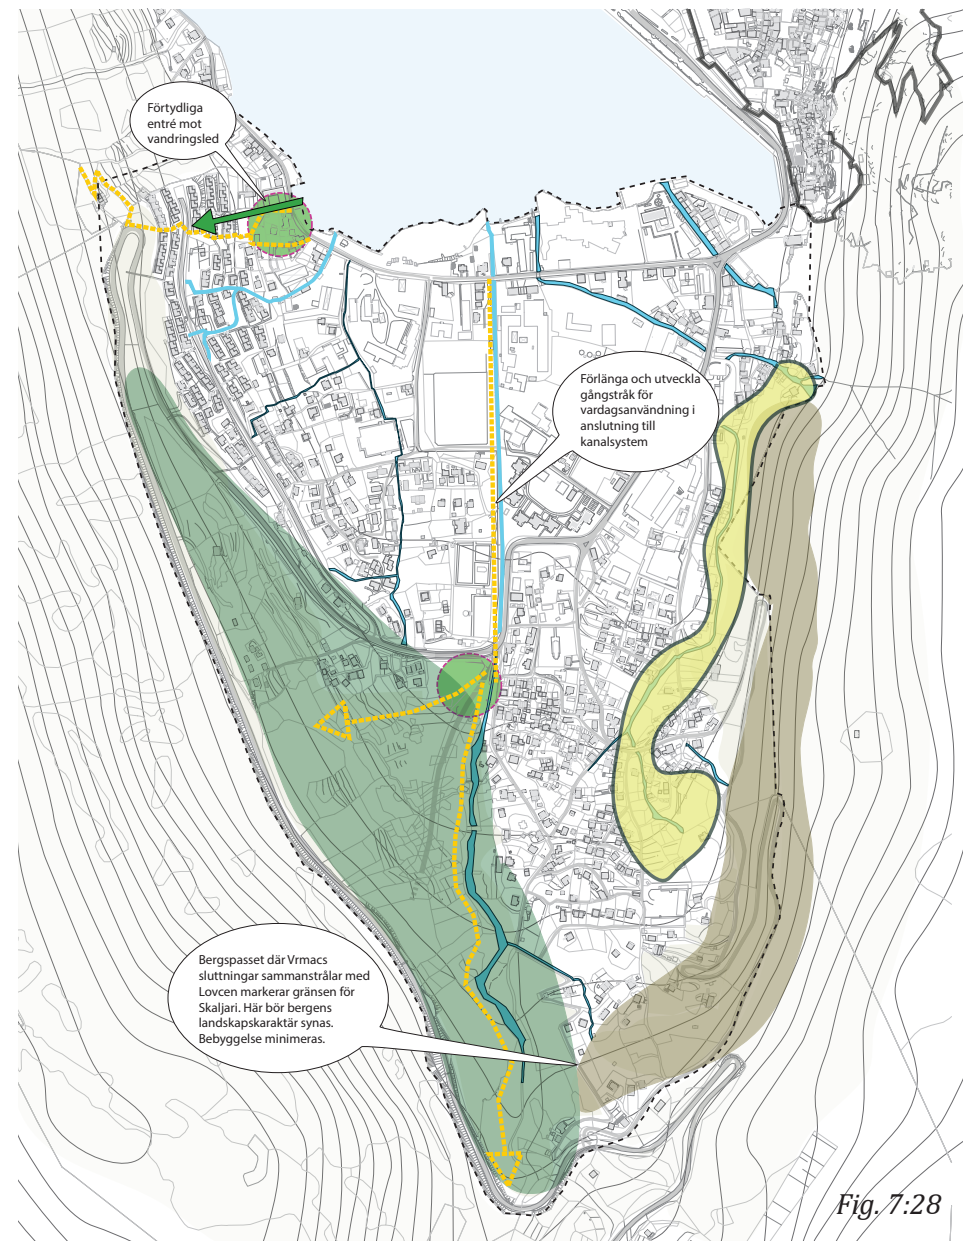 Förtydliga
entré mot
vandringsled
Förlänga och utveckla
gångstråk för
vardagsanvändning i
anslutning till
kanalsystem
Bergspasset där Vrmacs
sluttningar sammanstrålar med
Lovcen markerar gränsen för
Skaljari. Här bör bergens
landskapskaraktär synas.
Bebyggelse minimeras.
Fig. 7:28